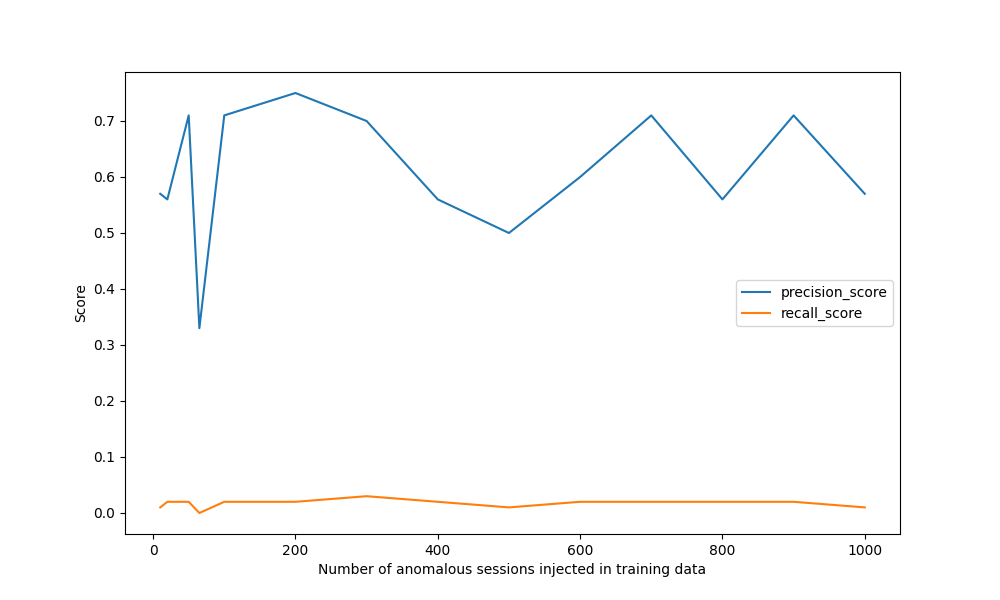 0.7
0.6
0.5
0.4
0.3
0.2
0.1
0.0
Score
precision_score
recall_score
0 200 400 600 800 1000
Number of anomalous sessions injected in training data